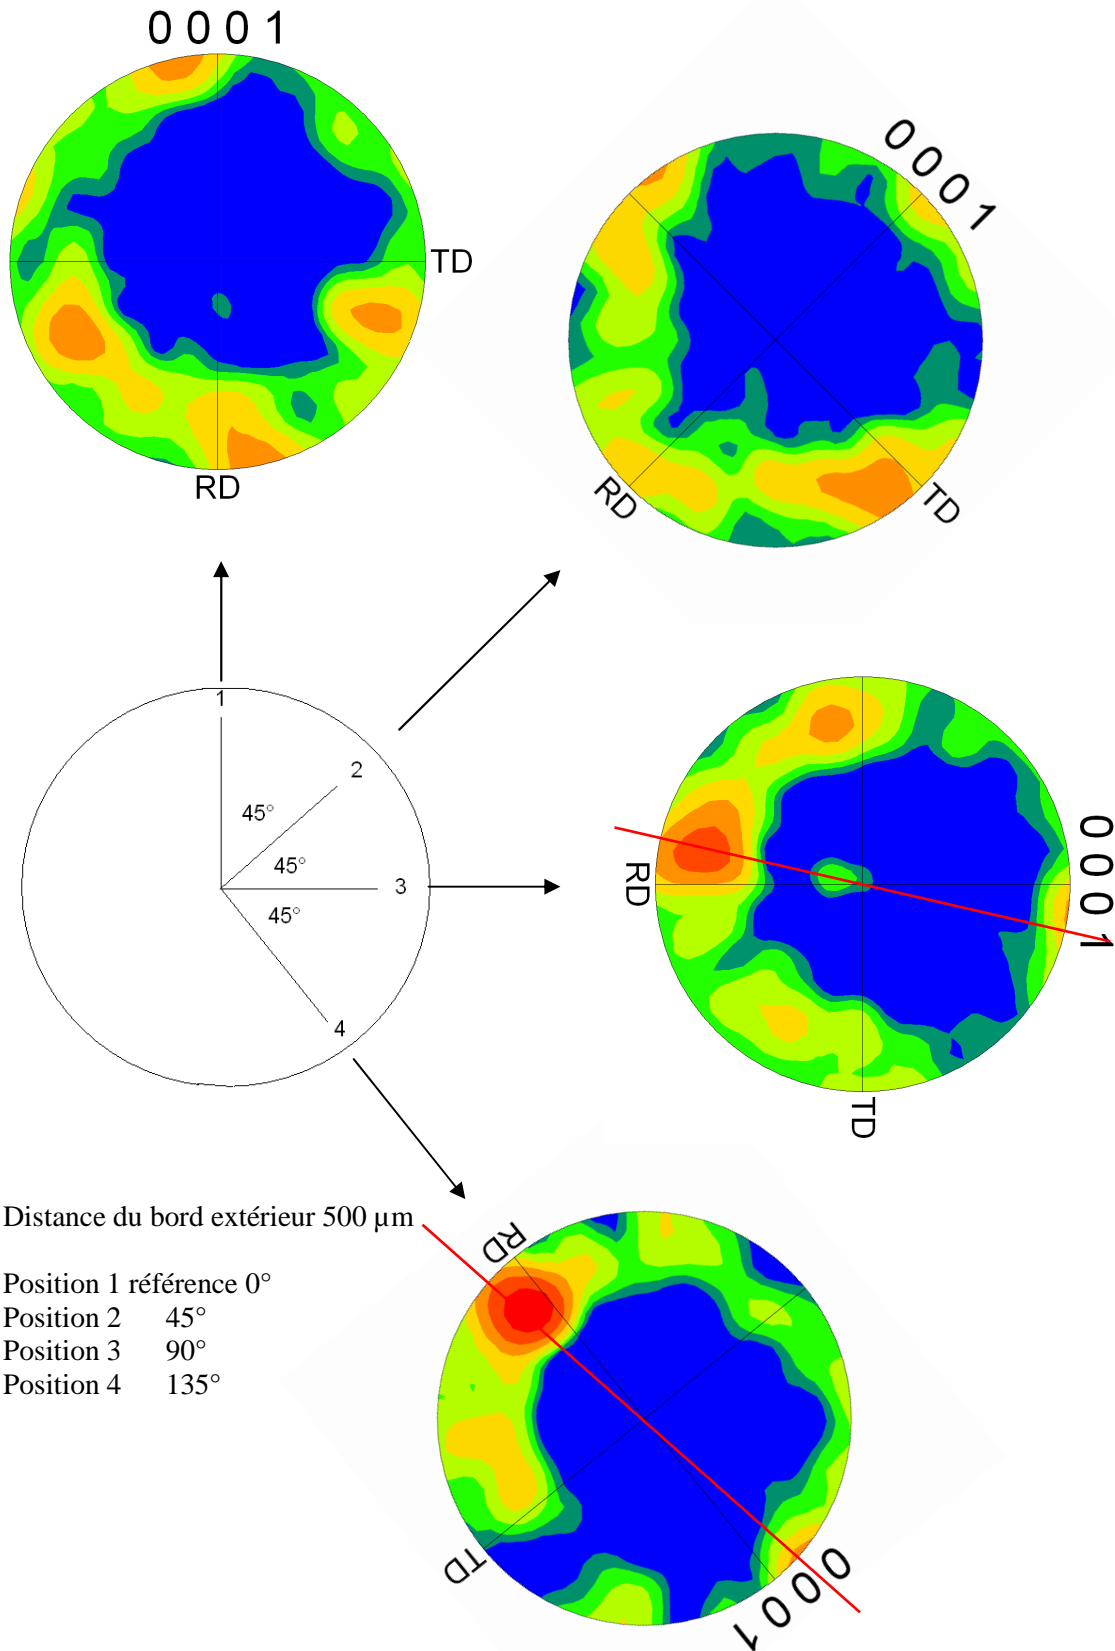 0 0 0 1
TD
RD
0 0 0 1
RD
TD
1
2
45°
45°
3
45°
4
0 0 0 1
RD
TD
Distance du bord extérieur 500 µm
Position 1 référence 0°
Position 2 45°
Position 3 90°
Position 4 135°
RD
TD
0 0 0 1